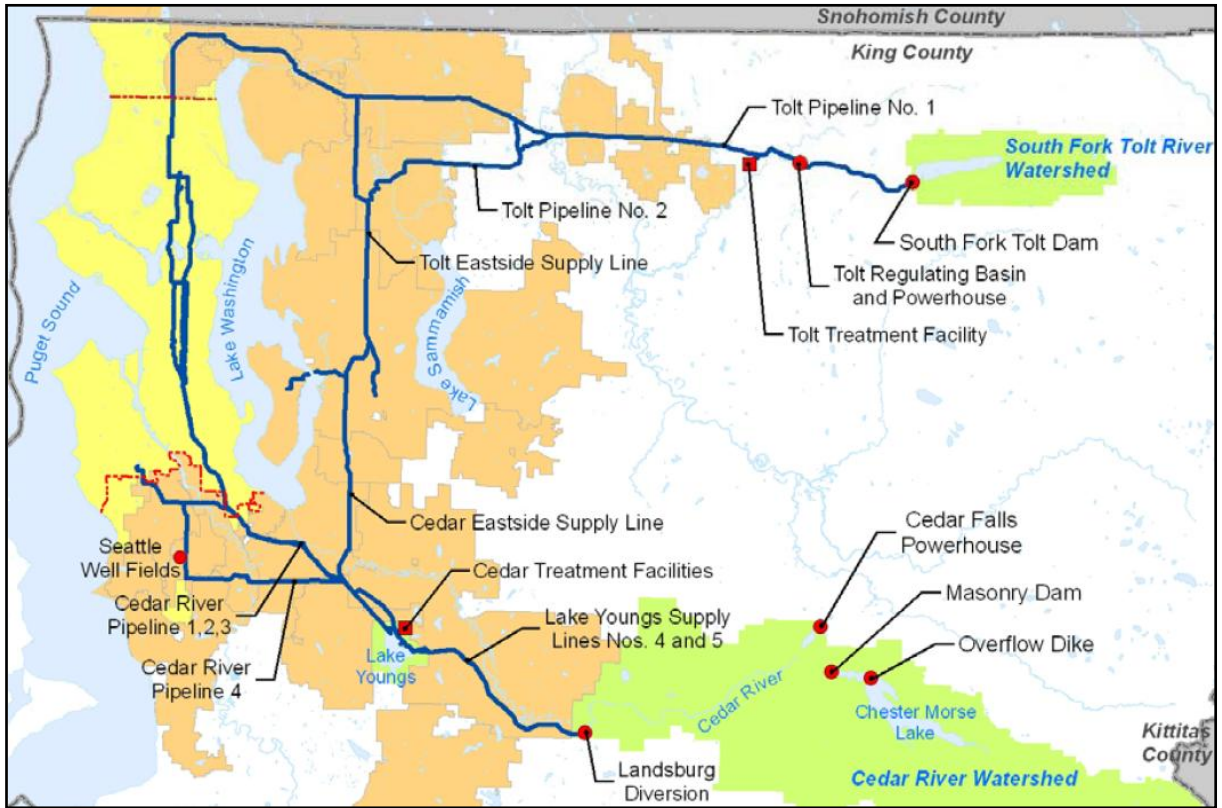 Snohomish County
King County
Tolt Pipeline No. 1
South Fork Tolt River
Watershed
Tolt Pipeline No. 2
South Fork Tolt Dam
Tolt Eastside Supply Line
Tolt Regulating Basin
and Powerhouse
Tolt Treatment Facility
Puget Sound
Lake Washington
Lake Sammamish
Cedar Eastside Supply Line
Cedar Falls
Powerhouse
Seattle
Well Fields
Cedar Treatment Facilities
Masonry Dam
Cedar River
Pipeline 1,2,3
Lake Youngs Supply
Lines Nos. 4 and 5
Overflow Dike
Cedar River
Pipeline 4
Lake
Youngs
Cedar River
Chester Morse
Lake
Kittitas
County
Landsburg
Diversion
Cedar River Watershed